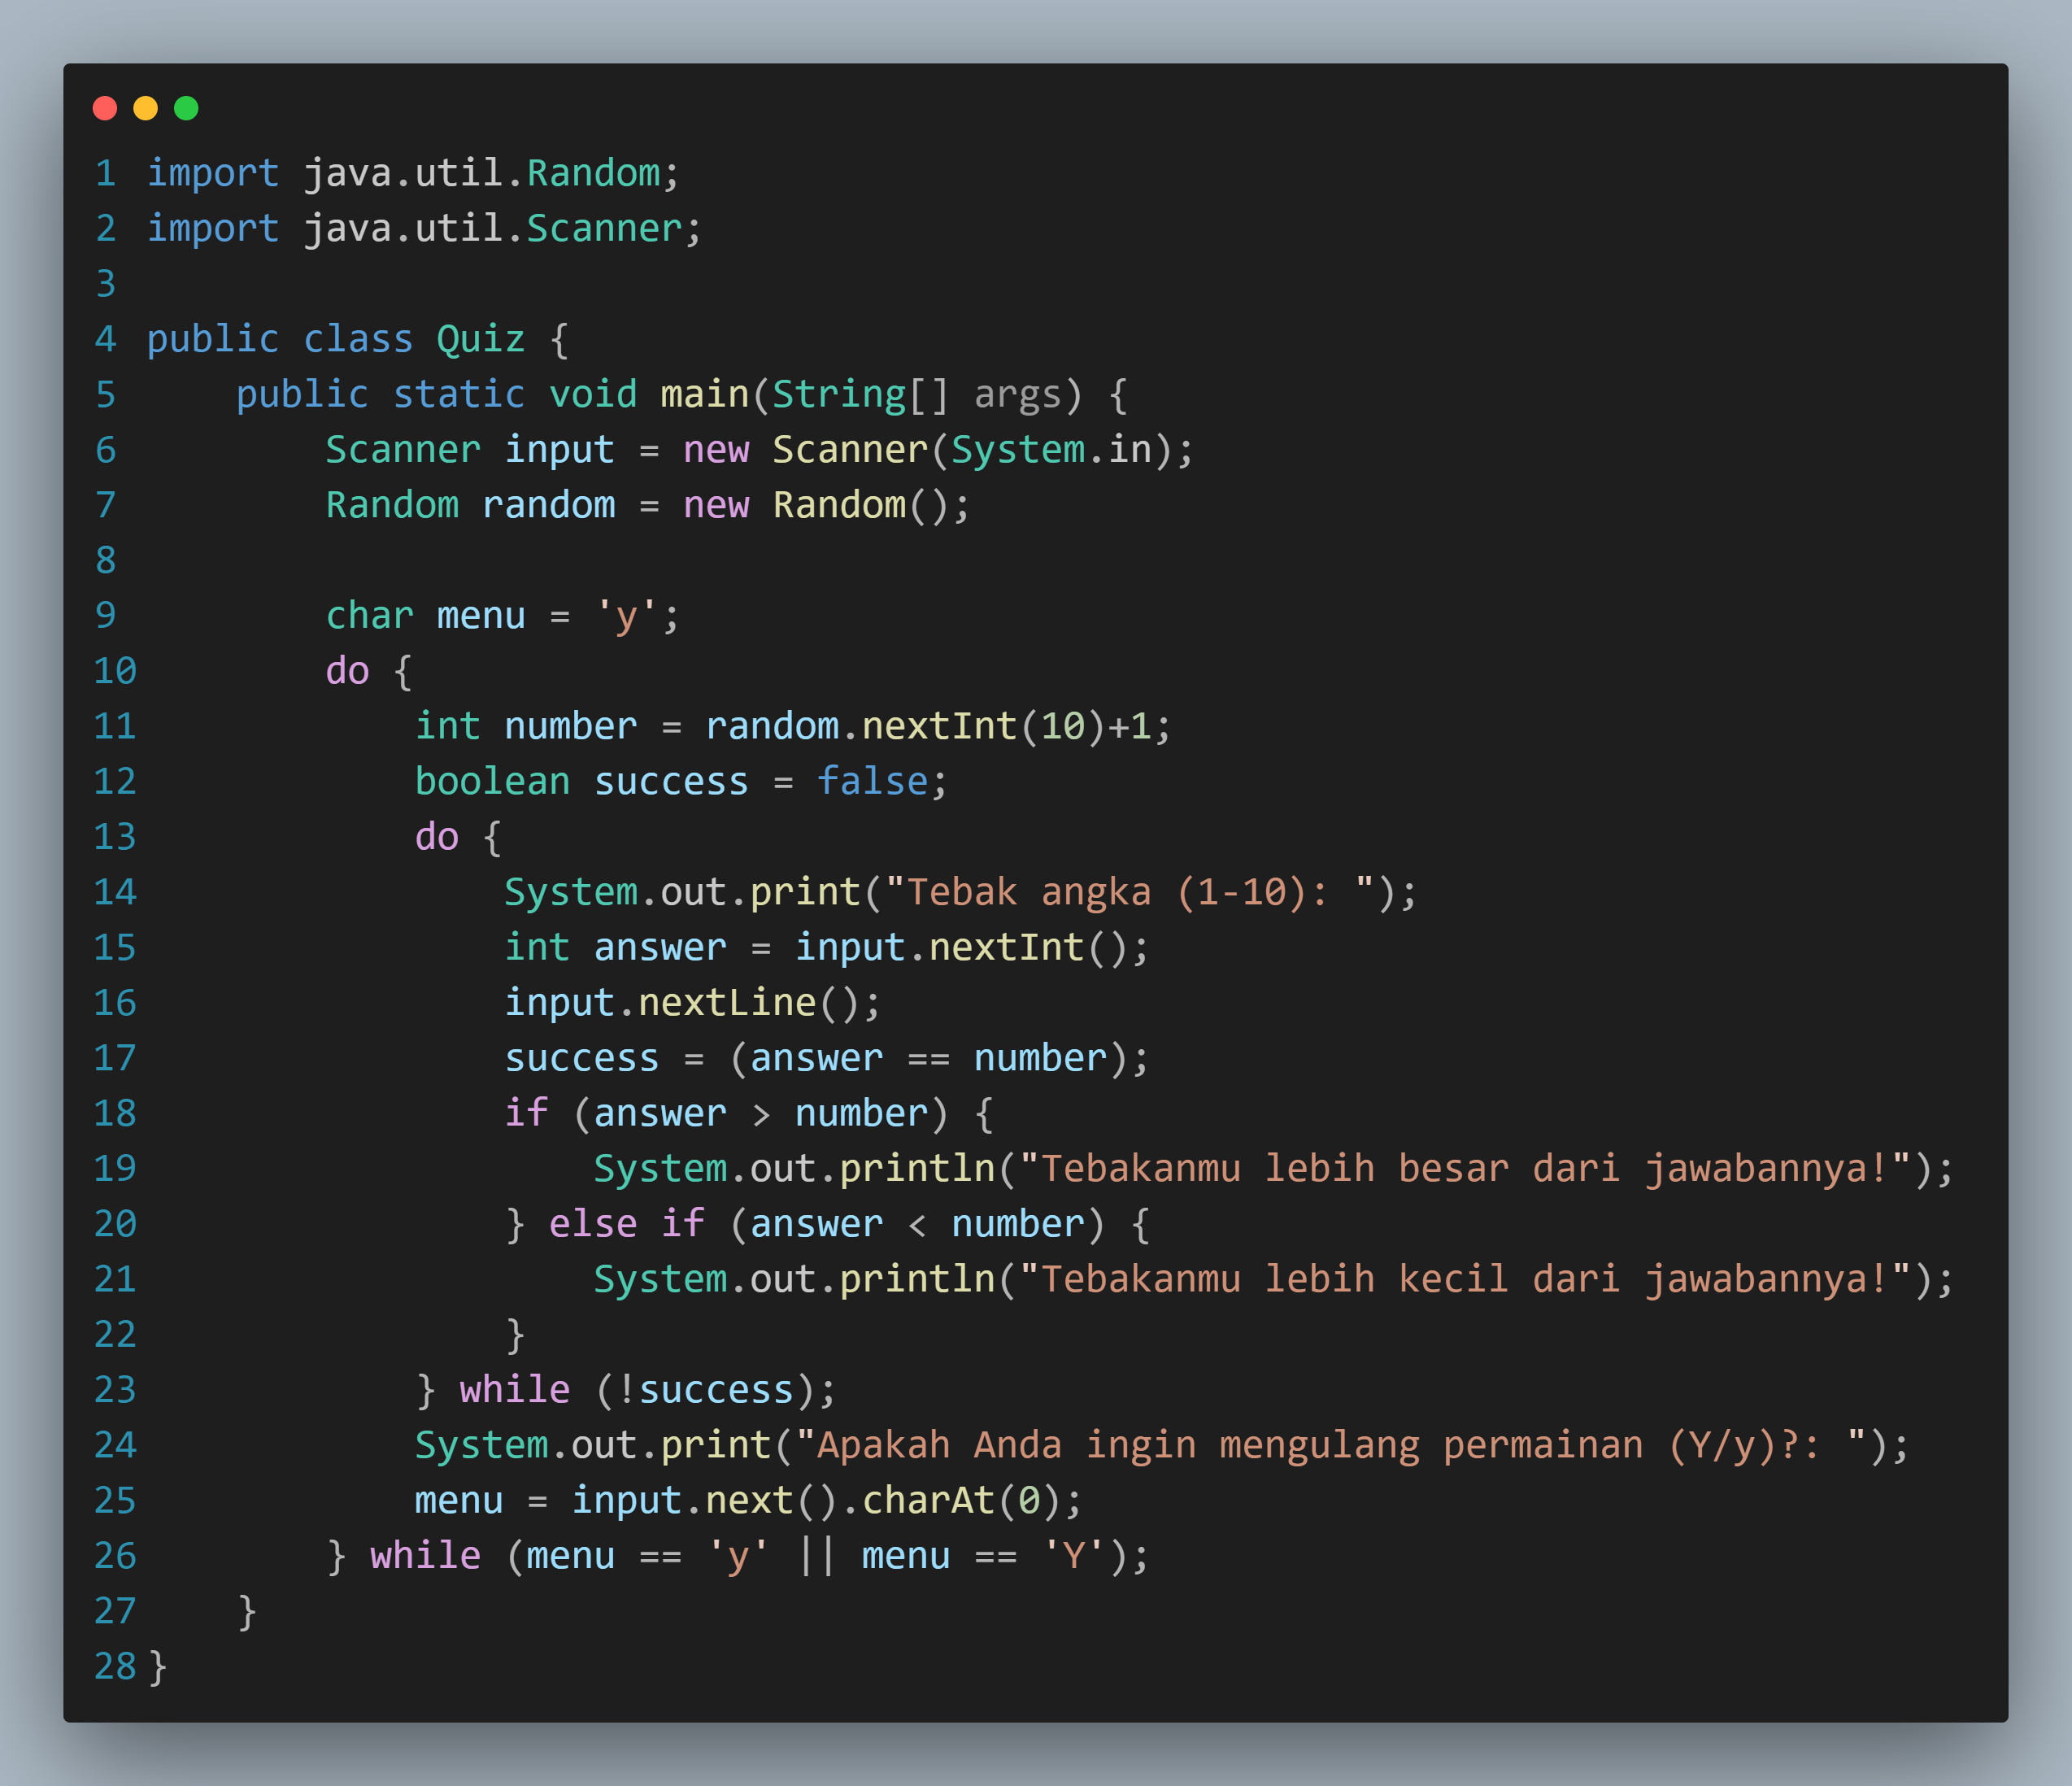 1 import java.util.Random;
2 import java.util.Scanner;
3
4 public class Quiz {
5     public static void main(String[] args) {
6         Scanner input = new Scanner(System.in);
7         Random random = new Random();
8
9         char menu = 'y';
10         do {
11             int number = random.nextInt(10)+1;
12             boolean success = false;
13             do {
14                 System.out.print("Tebak angka (1-10): ");
15                 int answer = input.nextInt();
16                 input.nextLine();
17                 success = (answer == number);
18                 if (answer > number) {
19                     System.out.println("Tebakanmu lebih besar dari jawabannya!");
20                 } else if (answer < number) {
21                     System.out.println("Tebakanmu lebih kecil dari jawabannya!");
22                 }
23             } while (!success);
24             System.out.print("Apakah Anda ingin mengulang permainan (Y/y)?: ");
25             menu = input.next().charAt(0);
26         } while (menu == 'y' || menu == 'Y');
27     }
28 }